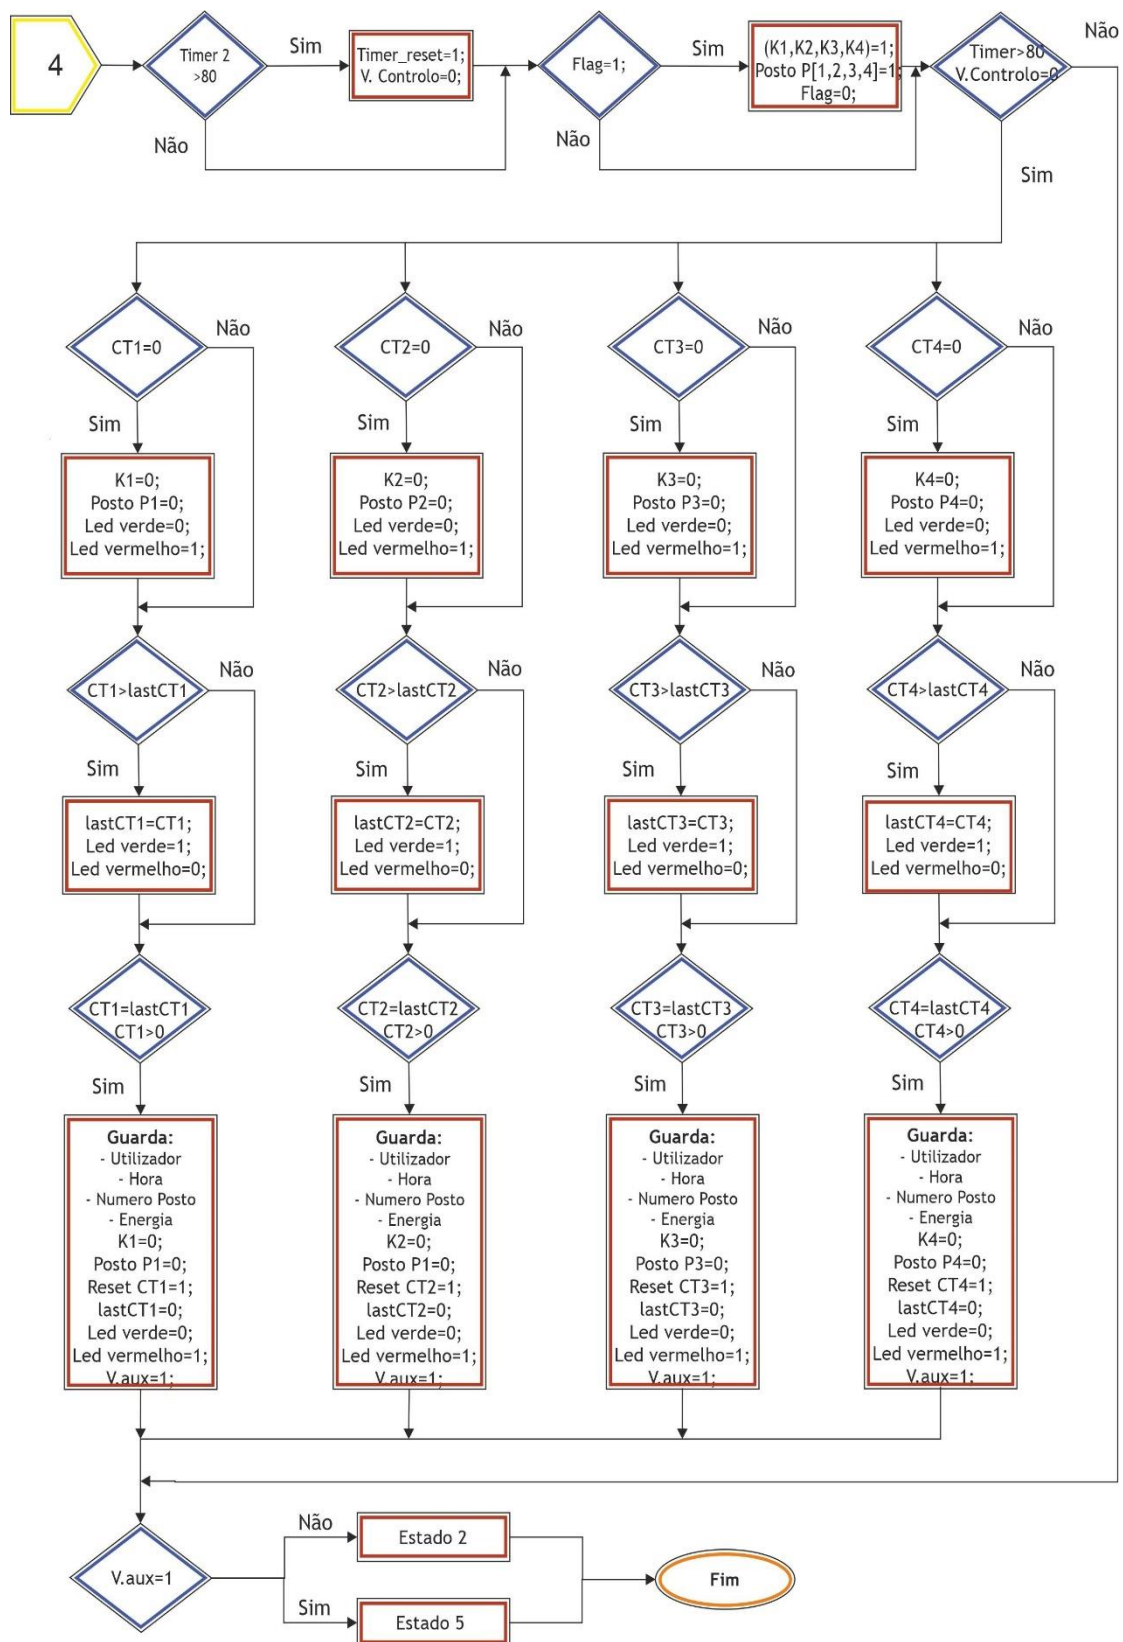 4
Timer 2
>80
Sim
Não
Timer_reset=1;
V. Controlo=0;
Flag=1;
Sim
Não
(K1,K2,K3,K4)=1;
Posto P[1,2,3,4]=1;
Flag=0;
Timer>80
V.Controlo=0
Não
Sim
CT1=0
Não
Sim
K1=0;
Posto P1=0;
Led verde=0;
Led vermelho=1;
CT1>lastCT1
Não
Sim
lastCT1=CT1;
Led verde=1;
Led vermelho=0;
CT1=lastCT1
CT1>0
Sim
Guarda:
- Utilizador
- Hora
- Numero Posto
- Energia
K1=0;
Posto P1=0;
Reset CT1=1;
lastCT1=0;
Led verde=0;
Led vermelho=1;
V.aux=1;
CT2=0
Não
Sim
K2=0;
Posto P2=0;
Led verde=0;
Led vermelho=1;
CT2>lastCT2
Não
Sim
lastCT2=CT2;
Led verde=1;
Led vermelho=0;
CT2=lastCT2
CT2>0
Sim
Guarda:
- Utilizador
- Hora
- Numero Posto
- Energia
K2=0;
Posto P1=0;
Reset CT2=1;
lastCT2=0;
Led verde=0;
Led vermelho=1;
V.aux=1;
CT3=0
Não
Sim
K3=0;
Posto P3=0;
Led verde=0;
Led vermelho=1;
CT3>lastCT3
Não
Sim
lastCT3=CT3;
Led verde=1;
Led vermelho=0;
CT3=lastCT3
CT3>0
Sim
Guarda:
- Utilizador
- Hora
- Numero Posto
- Energia
K3=0;
Posto P3=0;
Reset CT3=1;
lastCT3=0;
Led verde=0;
Led vermelho=1;
V.aux=1;
CT4=0
Não
Sim
K4=0;
Posto P4=0;
Led verde=0;
Led vermelho=1;
CT4>lastCT4
Não
Sim
lastCT4=CT4;
Led verde=1;
Led vermelho=0;
CT4=lastCT4
CT4>0
Sim
Guarda:
- Utilizador
- Hora
- Numero Posto
- Energia
K4=0;
Posto P4=0;
Reset CT4=1;
lastCT4=0;
Led verde=0;
Led vermelho=1;
V.aux=1;
V.aux=1
Não
Estado 2
Sim
Estado 5
Fim